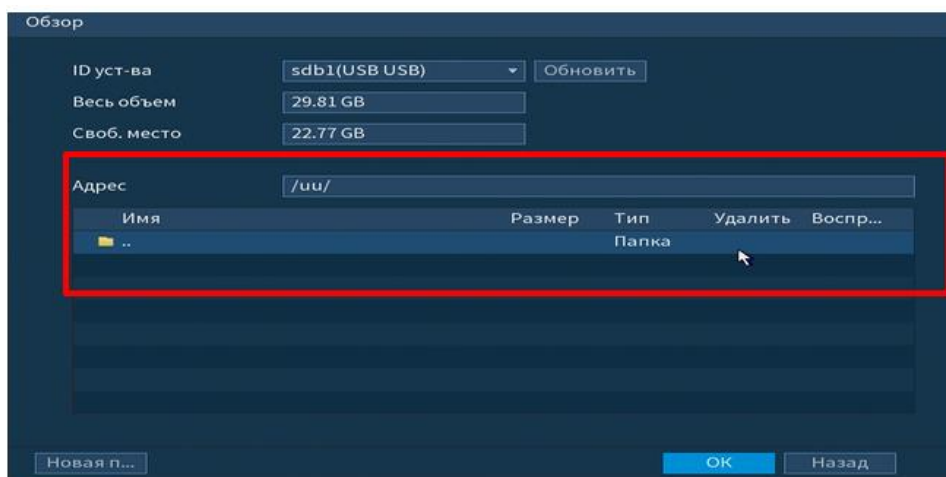 Обзор
ID уст-ва sdb1(USB USB) Обновить
Весь объем 29.81 GB
Своб. место 22.77 GB
Адрес /uu/
Имя Размер Тип Удалить Воспр...
.. Папка
Новая п... ОК Назад